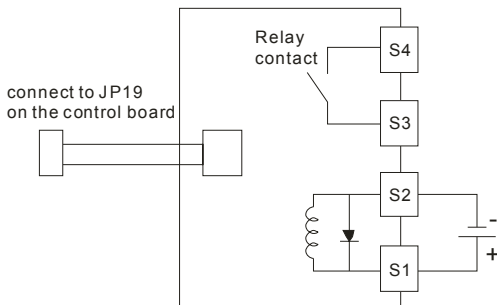 Relay
contact
S4
connect to JP19
on the control board
S3
S2
-
+
S1